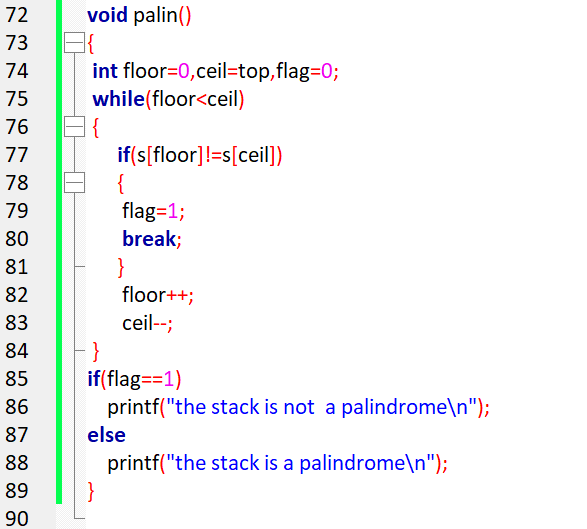 72 void palin()
73 {
74 int floor=0,ceil=top,flag=0;
75 while(floor<ceil)
76 {
77 if(s[floor]!=s[ceil])
78 {
79 flag=1;
80 break;
81 }
82 floor++;
83 ceil--;
84 }
85 if(flag==1)
86 printf("the stack is not  a palindrome\n");
87 else
88 printf("the stack is a palindrome\n");
89 }
90